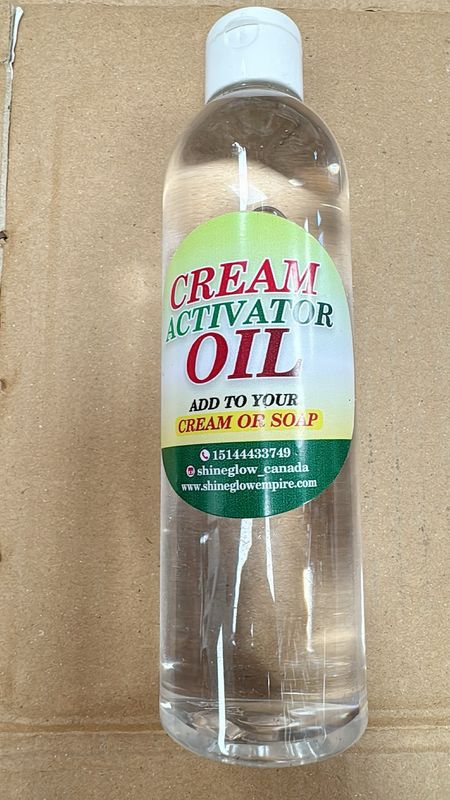 CREAM
ACTIVATOR
OIL
ADD TO YOUR
CREAM OR SOAP
15144433749
shineglow_canada
www.shineglowempire.com